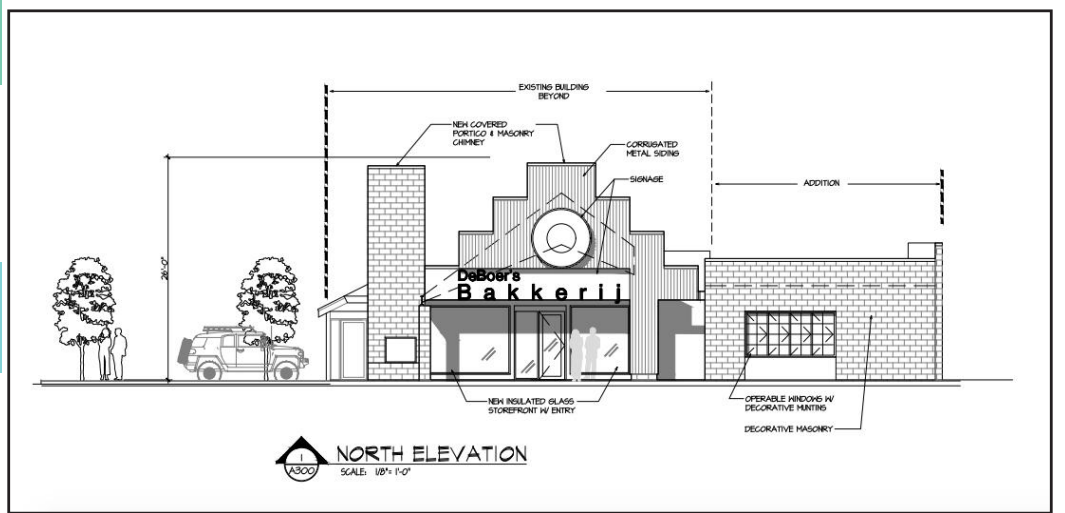 EXISTING BUILDING
BEYOND
NEW COVERED
PORTICO & MASONRY
CHIMNEY
CORRUGATED
METAL SIDING
SIGNAGE
ADDITION
26'-0"
DeBoer's
Bakkerij
NEW INSULATED GLASS
STOREFRONT W/ ENTRY
OPERABLE WINDOWS W/
DECORATIVE MUNTINS
DECORATIVE MASONRY
1
A300
NORTH ELEVATION
SCALE: 1/8"= 1'-0"